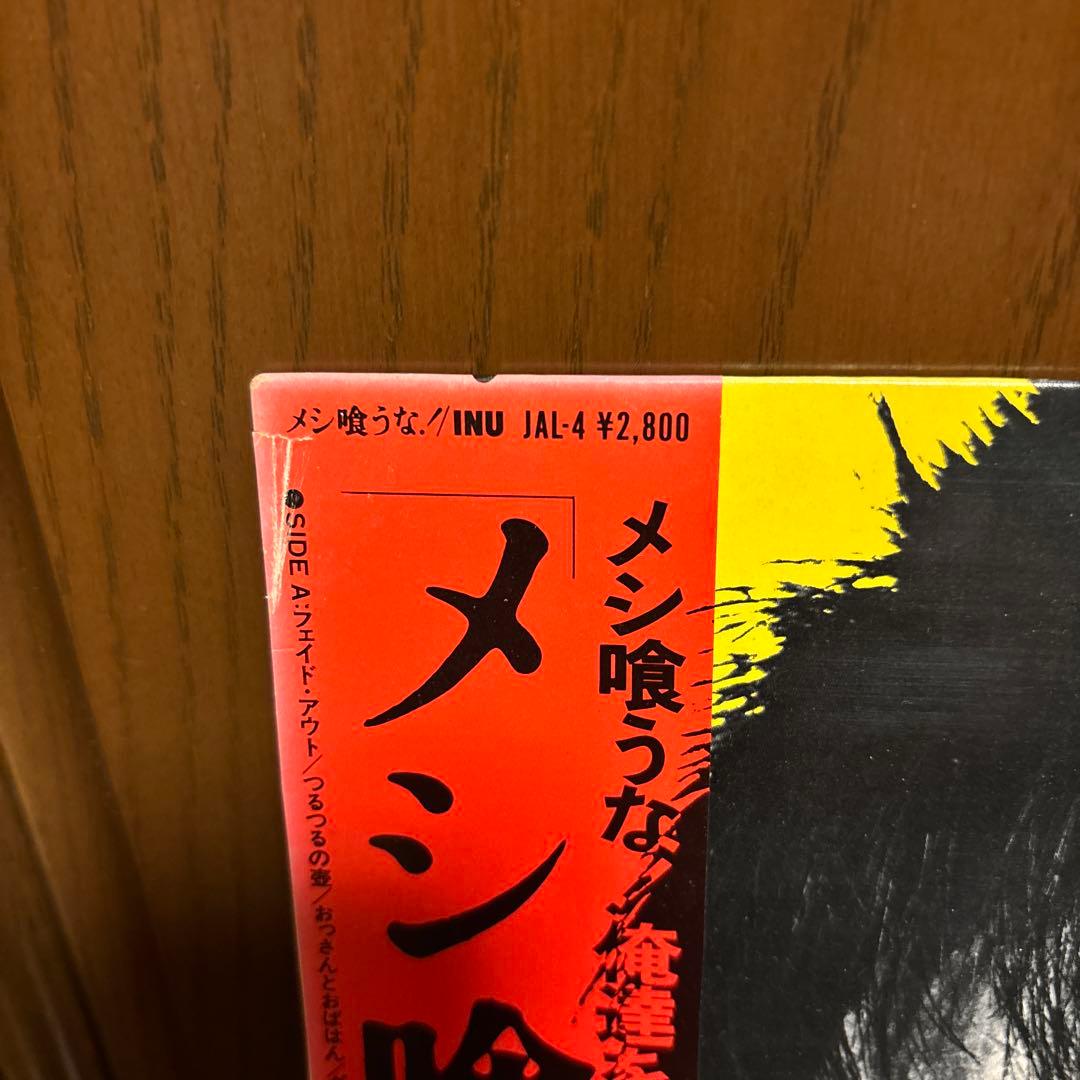 メシ喰うな!/INU JAL-4 ¥2,800
メシ喰うな!
俺達を
「メシ喰
●SIDE A:フェイド・アウト/つるつるの壺/おっさんとおばはん/